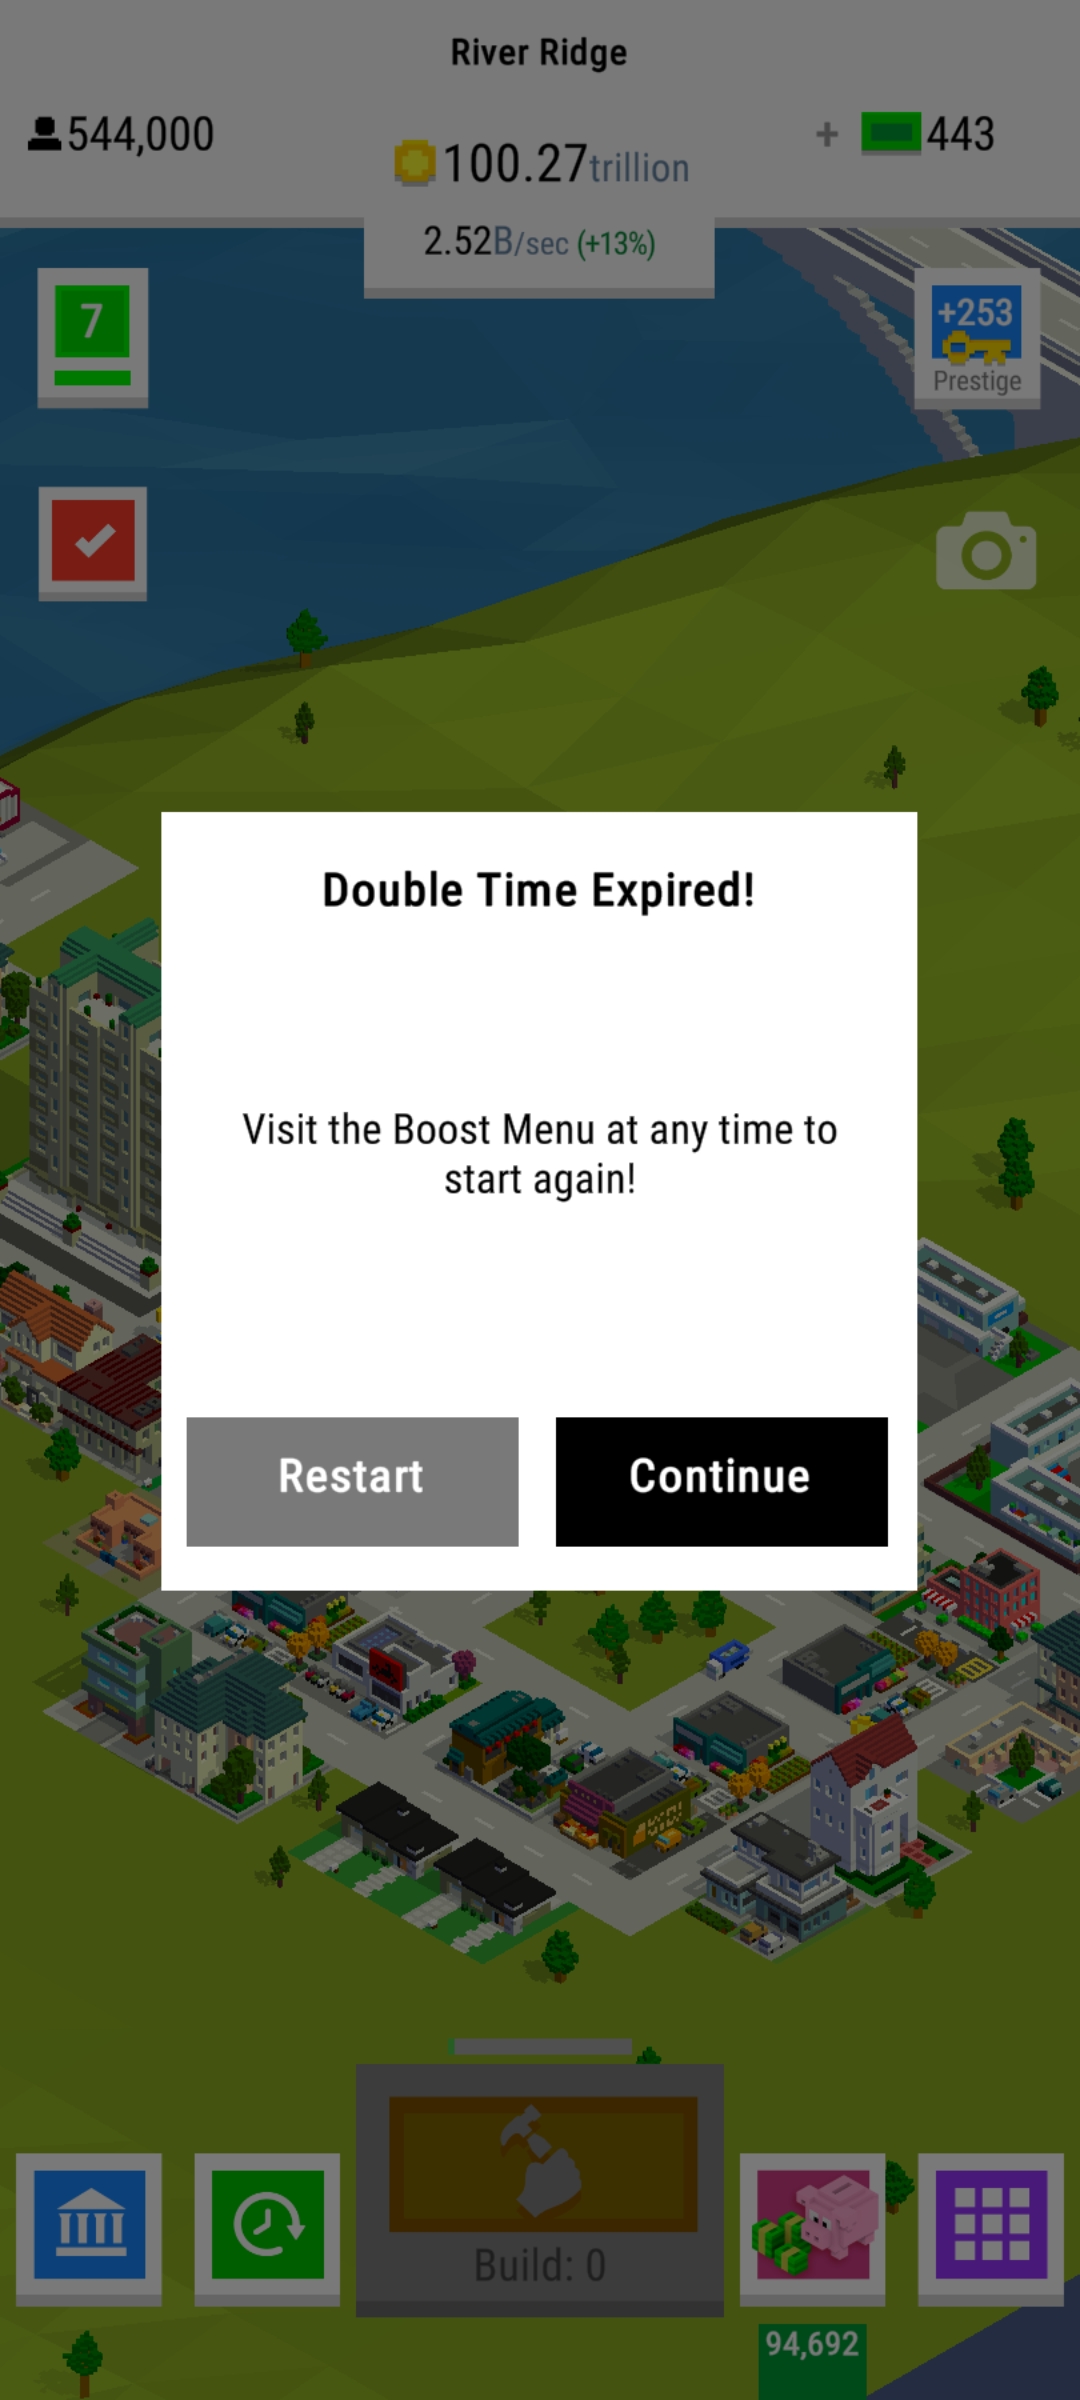 River Ridge
544,000
100.27trillion
+ 443
2.52B/sec (+13%)
7
+253
Prestige
Double Time Expired!
Visit the Boost Menu at any time to
start again!
Restart
Continue
Build: 0
94,692